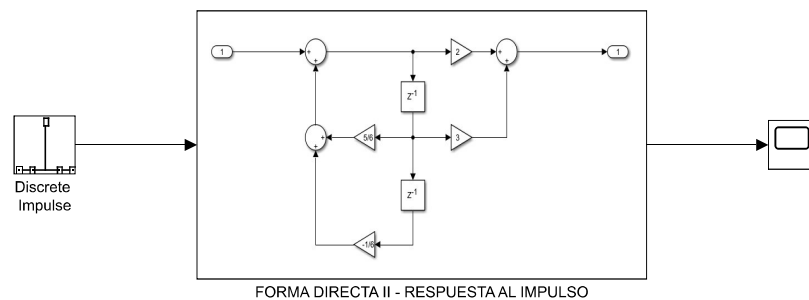 1
+
+
2
+
+
1
Z-1
+
+
5/6
3
Z-1
-1/6
Discrete
Impulse
FORMA DIRECTA II - RESPUESTA AL IMPULSO